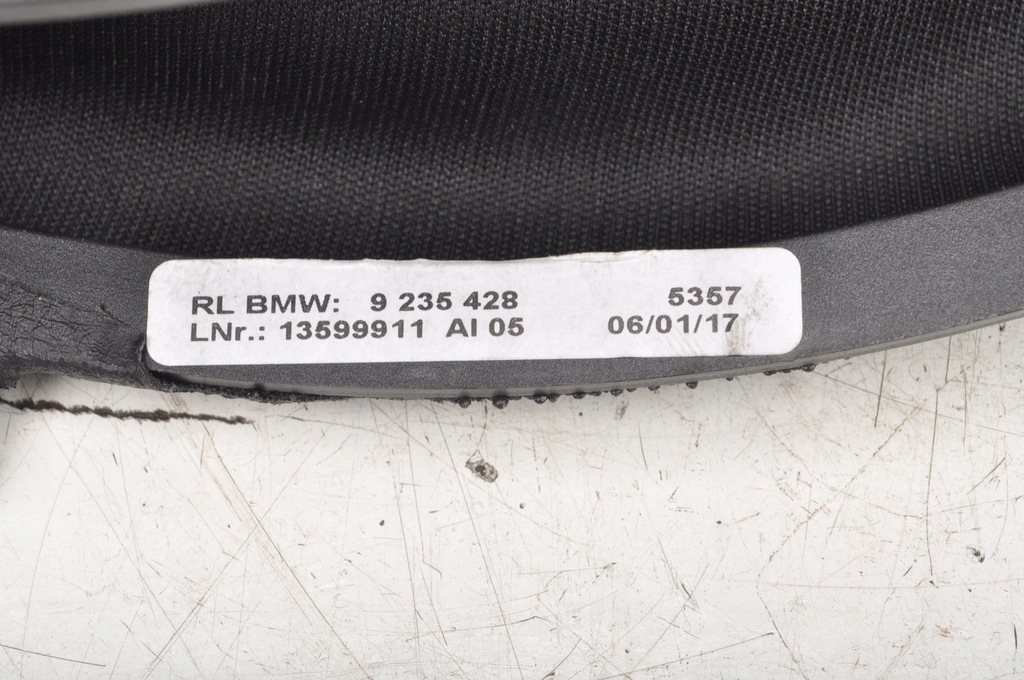 RL BMW: 9 235 428 5357
LNr.: 13599911 AI 05 06/01/17